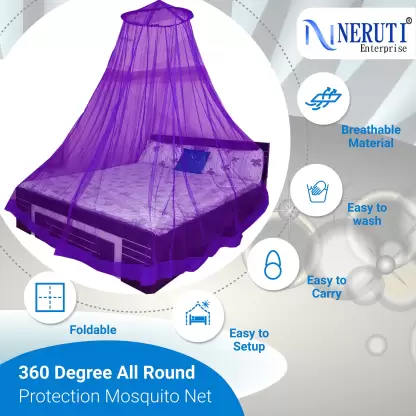 NERUTI®
Enterprise
Breathable
Material
Easy to
wash
Easy to
Carry
Easy to
Setup
Foldable
360 Degree All Round
Protection Mosquito Net